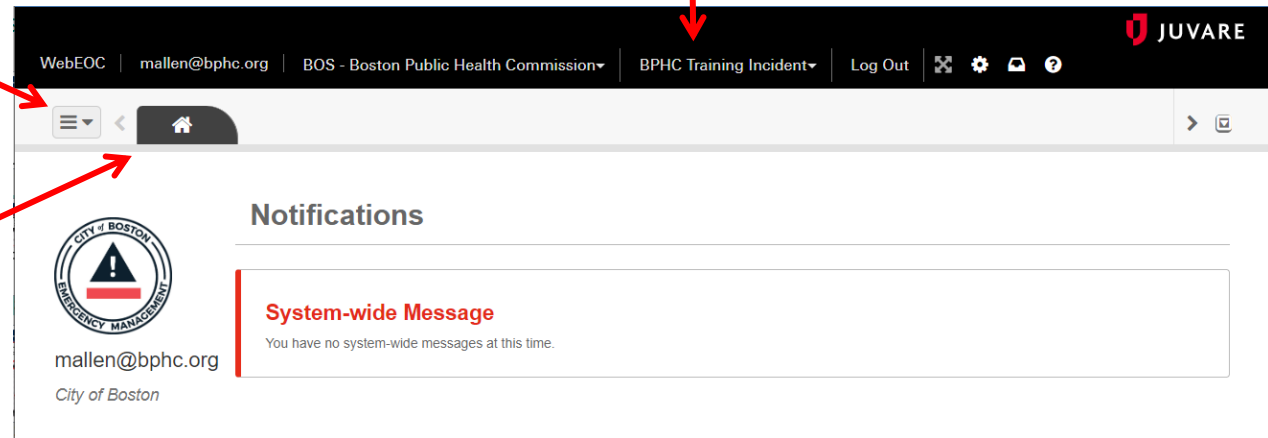 JUVARE
WebEOC mallen@bphc.org BOS - Boston Public Health Commission BPHC Training Incident Log Out
Notifications
CITY of BOSTON
EMERGENCY MANAGEMENT
System-wide Message
You have no system-wide messages at this time.
mallen@bphc.org
City of Boston